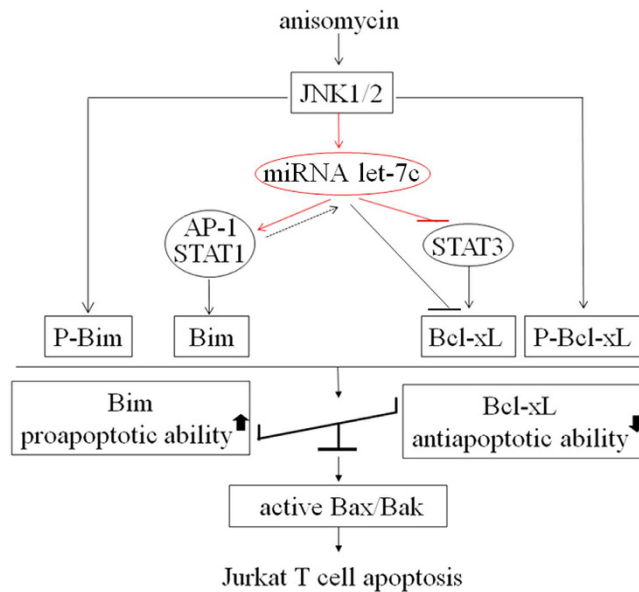 anisomycin
JNK1/2
miRNA let-7c
AP-1
STAT1
STAT3
P-Bim
Bim
Bcl-xL
P-Bcl-xL
Bim
proapoptotic ability
Bcl-xL
antiapoptotic ability
active Bax/Bak
Jurkat T cell apoptosis